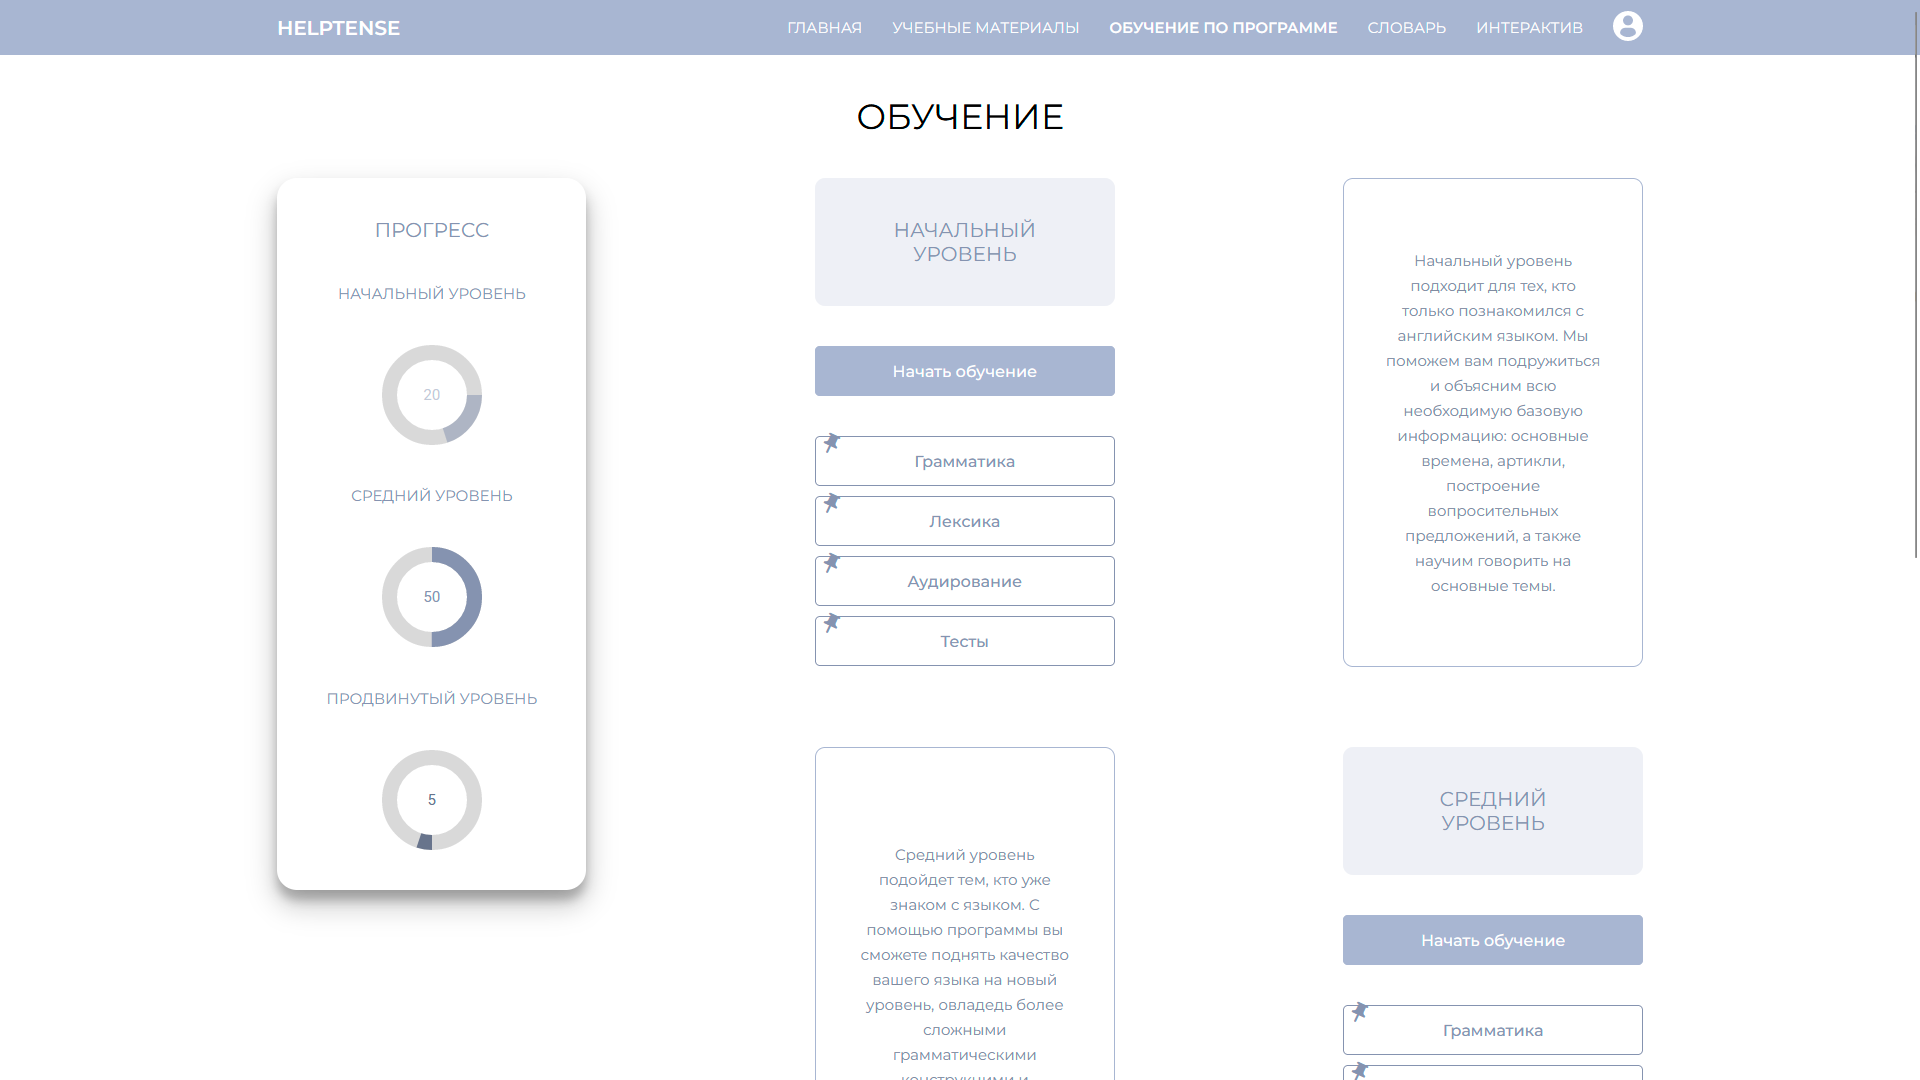 HELPTENSE
ГЛАВНАЯ
УЧЕБНЫЕ МАТЕРИАЛЫ
ОБУЧЕНИЕ ПО ПРОГРАММЕ
СЛОВАРЬ
ИНТЕРАКТИВ
ОБУЧЕНИЕ
ПРОГРЕСС
НАЧАЛЬНЫЙ УРОВЕНЬ
20
СРЕДНИЙ УРОВЕНЬ
50
ПРОДВИНУТЫЙ УРОВЕНЬ
5
НАЧАЛЬНЫЙ
УРОВЕНЬ
Начать обучение
Грамматика
Лексика
Аудирование
Тесты
Начальный уровень
подходит для тех, кто
только познакомился с
английским языком. Мы
поможем вам подружиться
и объясним всю
необходимую базовую
информацию: основные
времена, артикли,
построение
вопросительных
предложений, а также
научим говорить на
основные темы.
Средний уровень
подойдет тем, кто уже
знаком с языком. С
помощью программы вы
сможете поднять качество
вашего языка на новый
уровень, овладедь более
сложными
грамматическими
конструкциями и
СРЕДНИЙ
УРОВЕНЬ
Начать обучение
Грамматика